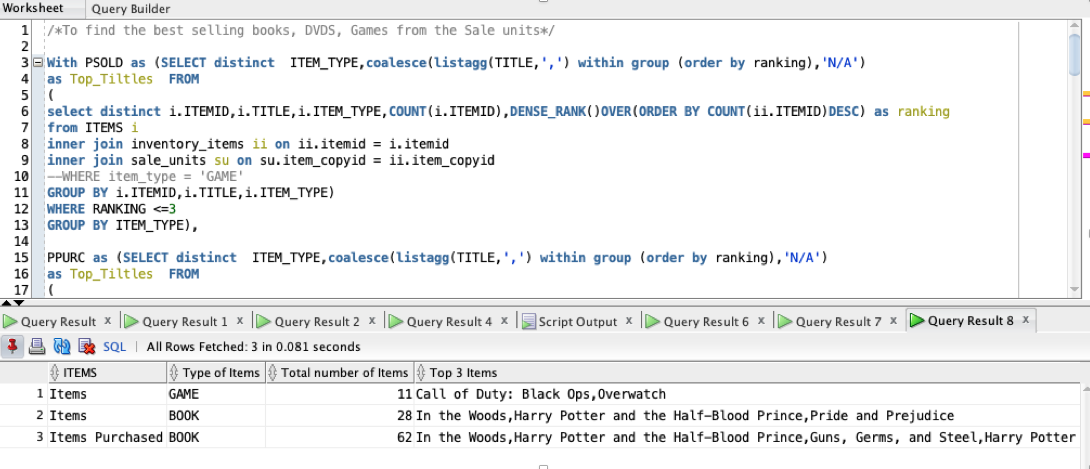 Worksheet Query Builder
1 /*To find the best selling books, DVDS, Games from the Sale units*/
2
3 With PSOLD as (SELECT distinct ITEM_TYPE,coalesce(listagg(TITLE,',') within group (order by ranking),'N/A')
4 as Top_Tiltles FROM
5 (
6 select distinct i.ITEMID,i.TITLE,i.ITEM_TYPE,COUNT(i.ITEMID),DENSE_RANK()OVER(ORDER BY COUNT(ii.ITEMID)DESC) as ranking
7 from ITEMS i
8 inner join inventory_items ii on ii.itemid = i.itemid
9 inner join sale_units su on su.item_copyid = ii.item_copyid
10 --WHERE item_type = 'GAME'
11 GROUP BY i.ITEMID,i.TITLE,i.ITEM_TYPE)
12 WHERE RANKING <=3
13 GROUP BY ITEM_TYPE),
14
15 PPURC as (SELECT distinct ITEM_TYPE,coalesce(listagg(TITLE,',') within group (order by ranking),'N/A')
16 as Top_Tiltles FROM
17 (
Query Result x Query Result 1 x Query Result 2 x Query Result 4 x Script Output x Query Result 6 x Query Result 7 x Query Result 8 x
SQL | All Rows Fetched: 3 in 0.081 seconds
ITEMS Type of Items Total number of Items Top 3 Items
1 Items GAME 11 Call of Duty: Black Ops,Overwatch
2 Items BOOK 28 In the Woods,Harry Potter and the Half-Blood Prince,Pride and Prejudice
3 Items Purchased BOOK 62 In the Woods,Harry Potter and the Half-Blood Prince,Guns, Germs, and Steel,Harry Potter